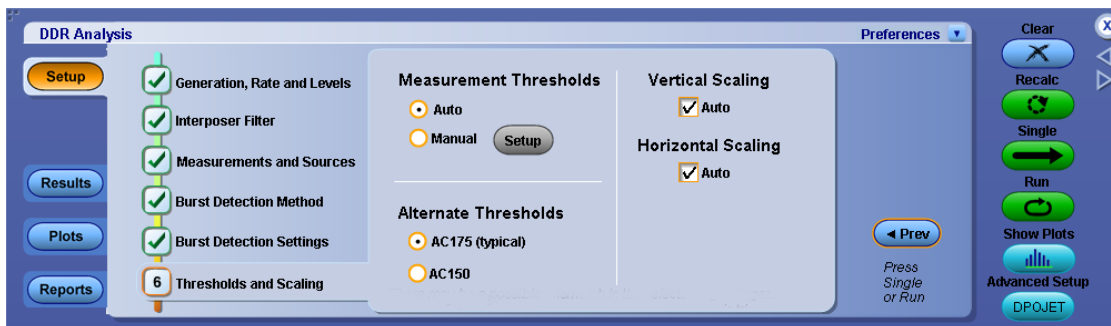 DDR Analysis
Preferences
Clear
X
Setup
Generation, Rate and Levels
Measurement Thresholds
Vertical Scaling
Recalc
Auto
Auto
Interposer Filter
Manual
Setup
Horizontal Scaling
Single
Measurements and Sources
Auto
Results
Run
Burst Detection Method
Alternate Thresholds
Plots
Burst Detection Settings
AC175 (typical)
Prev
Show Plots
AC150
Press
Single
or Run
Reports
6
Thresholds and Scaling
Advanced Setup
DPOJET